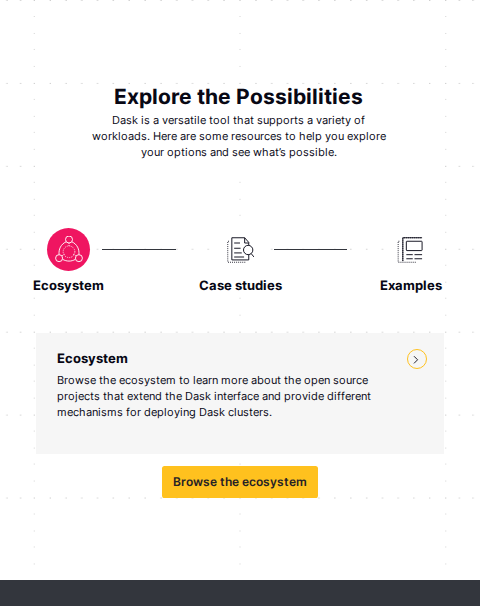 Explore the Possibilities
Dask is a versatile tool that supports a variety of
workloads. Here are some resources to help you explore
your options and see what’s possible.
Ecosystem
Case studies
Examples
Ecosystem
Browse the ecosystem to learn more about the open source
projects that extend the Dask interface and provide different
mechanisms for deploying Dask clusters.
Browse the ecosystem